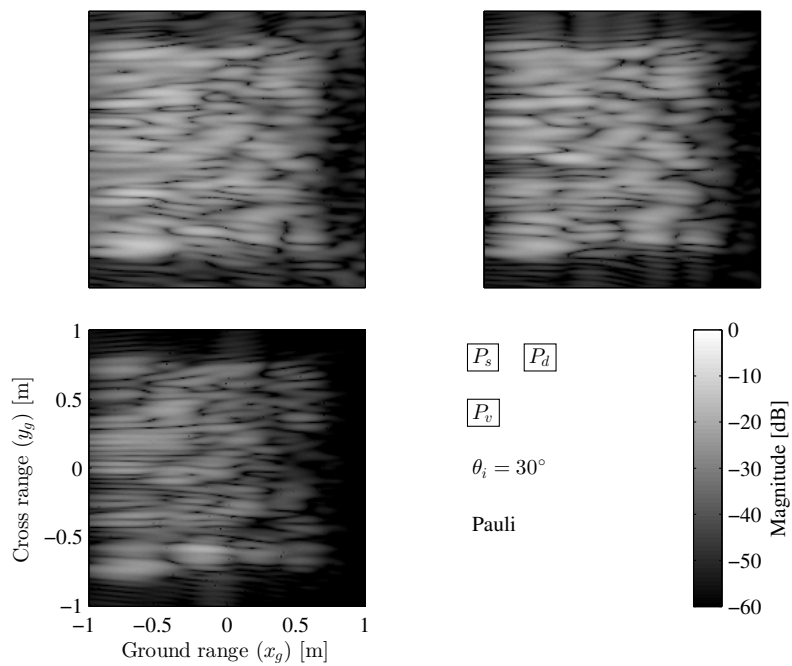 1
0.5
0
−0.5
−1
Cross range (y_g) [m]
−1 −0.5 0 0.5 1
Ground range (x_g) [m]
P_s P_d
P_v
θ_i = 30°
Pauli
0
−10
−20
−30
−40
−50
−60
Magnitude [dB]